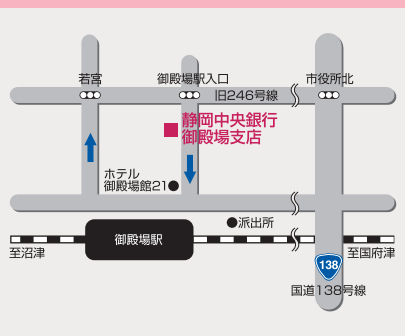 若宮
御殿場駅入口
市役所北
旧246号線
静岡中央銀行
御殿場支店
ホテル
御殿場館21
派出所
御殿場駅
至沼津
至国府津
138
国道138号線